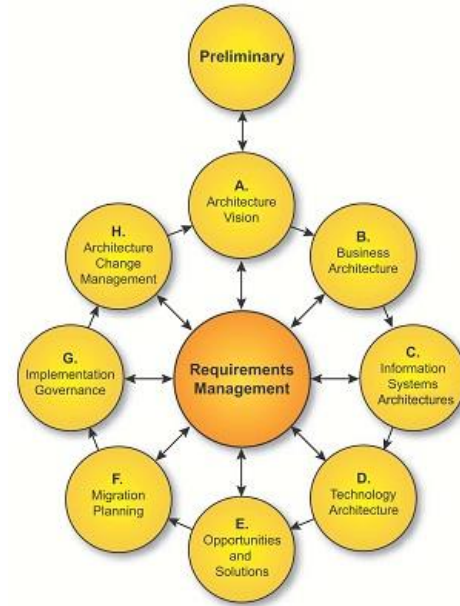 Preliminary
A.
Architecture
Vision
B.
Business
Architecture
C.
Information
Systems
Architectures
D.
Technology
Architecture
E.
Opportunities
and
Solutions
F.
Migration
Planning
G.
Implementation
Governance
H.
Architecture
Change
Management
Requirements
Management